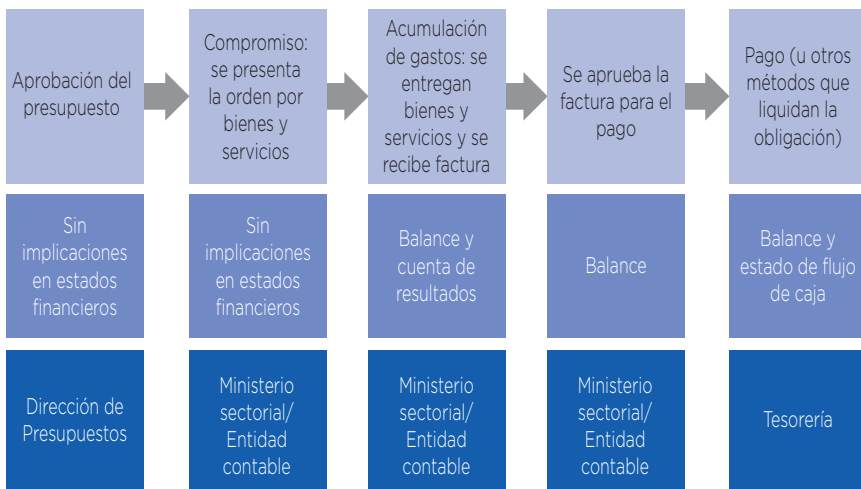 Aprobación del
presupuesto
Compromiso:
se presenta
la orden por
bienes y
servicios
Acumulación
de gastos: se
entregan
bienes y
servicios y se
recibe factura
Se aprueba la
factura para el
pago
Pago (u otros
métodos que
liquidan la
obligación)
Sin
implicaciones
en estados
financieros
Sin
implicaciones
en estados
financieros
Balance y
cuenta de
resultados
Balance
Balance y
estado de flujo
de caja
Dirección de
Presupuestos
Ministerio
sectorial/
Entidad
contable
Ministerio
sectorial/
Entidad
contable
Ministerio
sectorial/
Entidad
contable
Tesorería